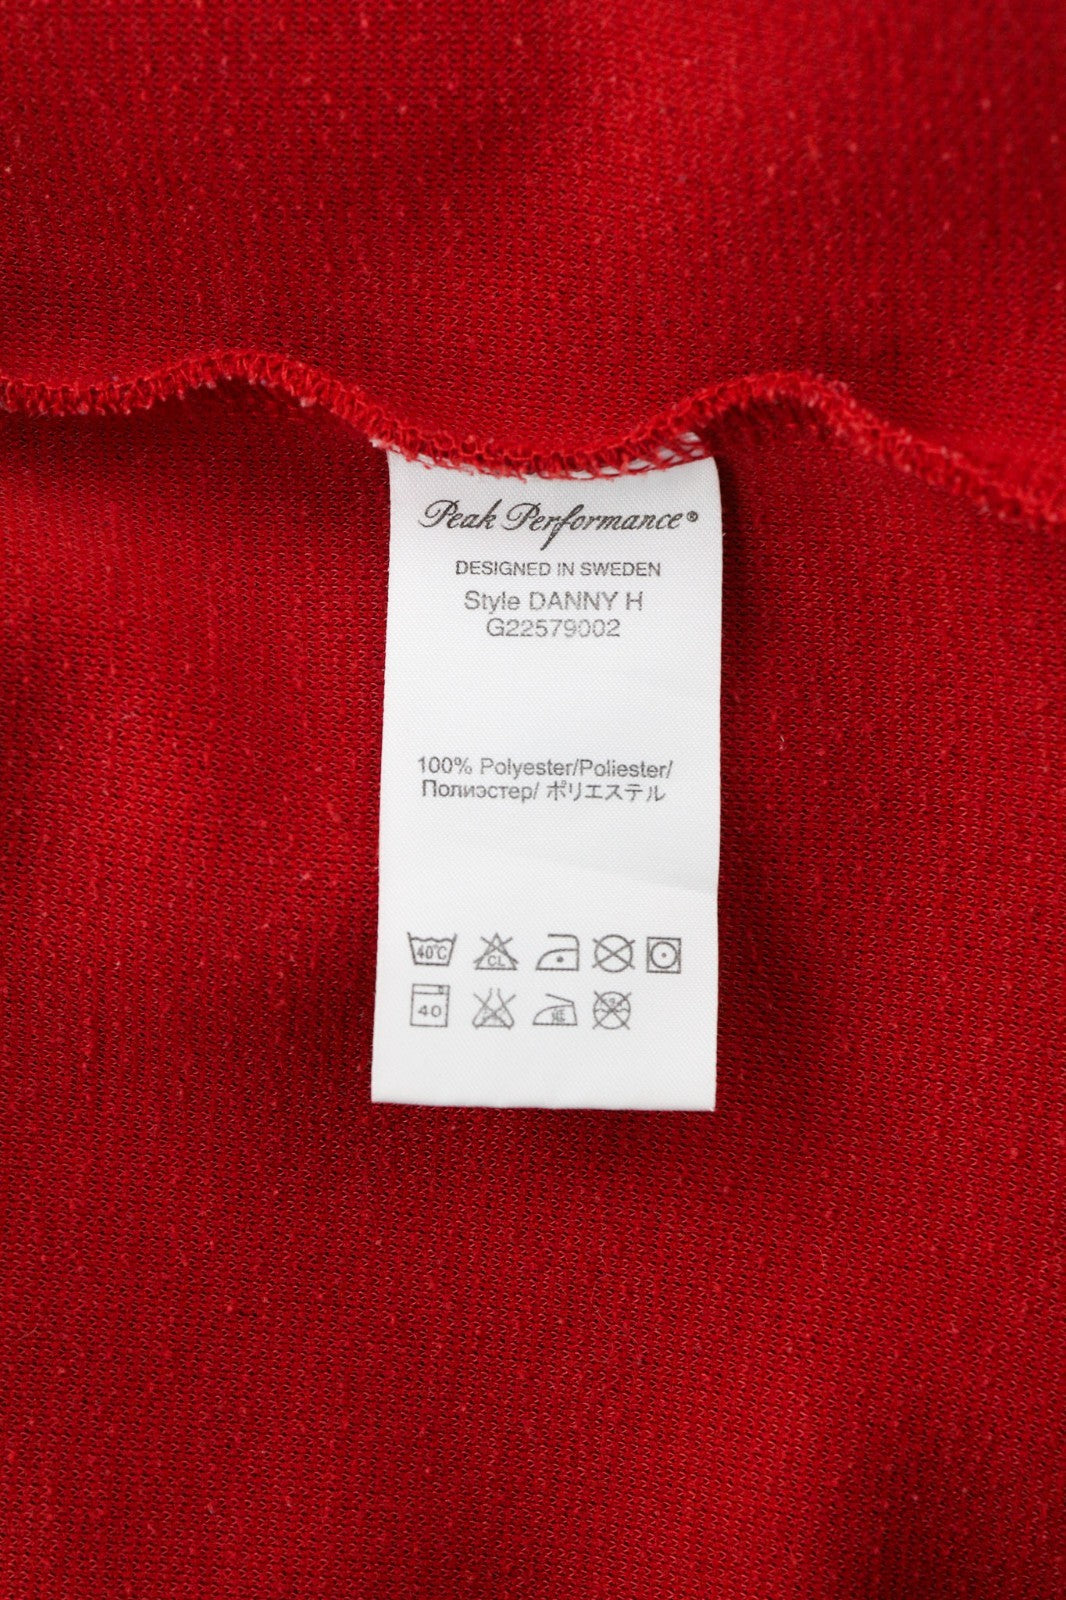 Peak Performance®
DESIGNED IN SWEDEN
Style DANNY H
G22579002
100% Polyester/Poliester/
Полиэстер/ ポリエステル
40°C CL
40